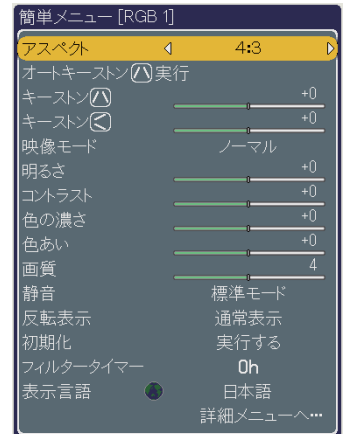 簡単メニュー [RGB 1]
アスペクト 4:3
オートキーストン 実行
キーストン +0
キーストン +0
映像モード ノーマル
明るさ +0
コントラスト +0
色の濃さ +0
色あい +0
画質 4
静音 標準モード
反転表示 通常表示
初期化 実行する
フィルタータイマー 0h
表示言語 日本語
詳細メニューへ…